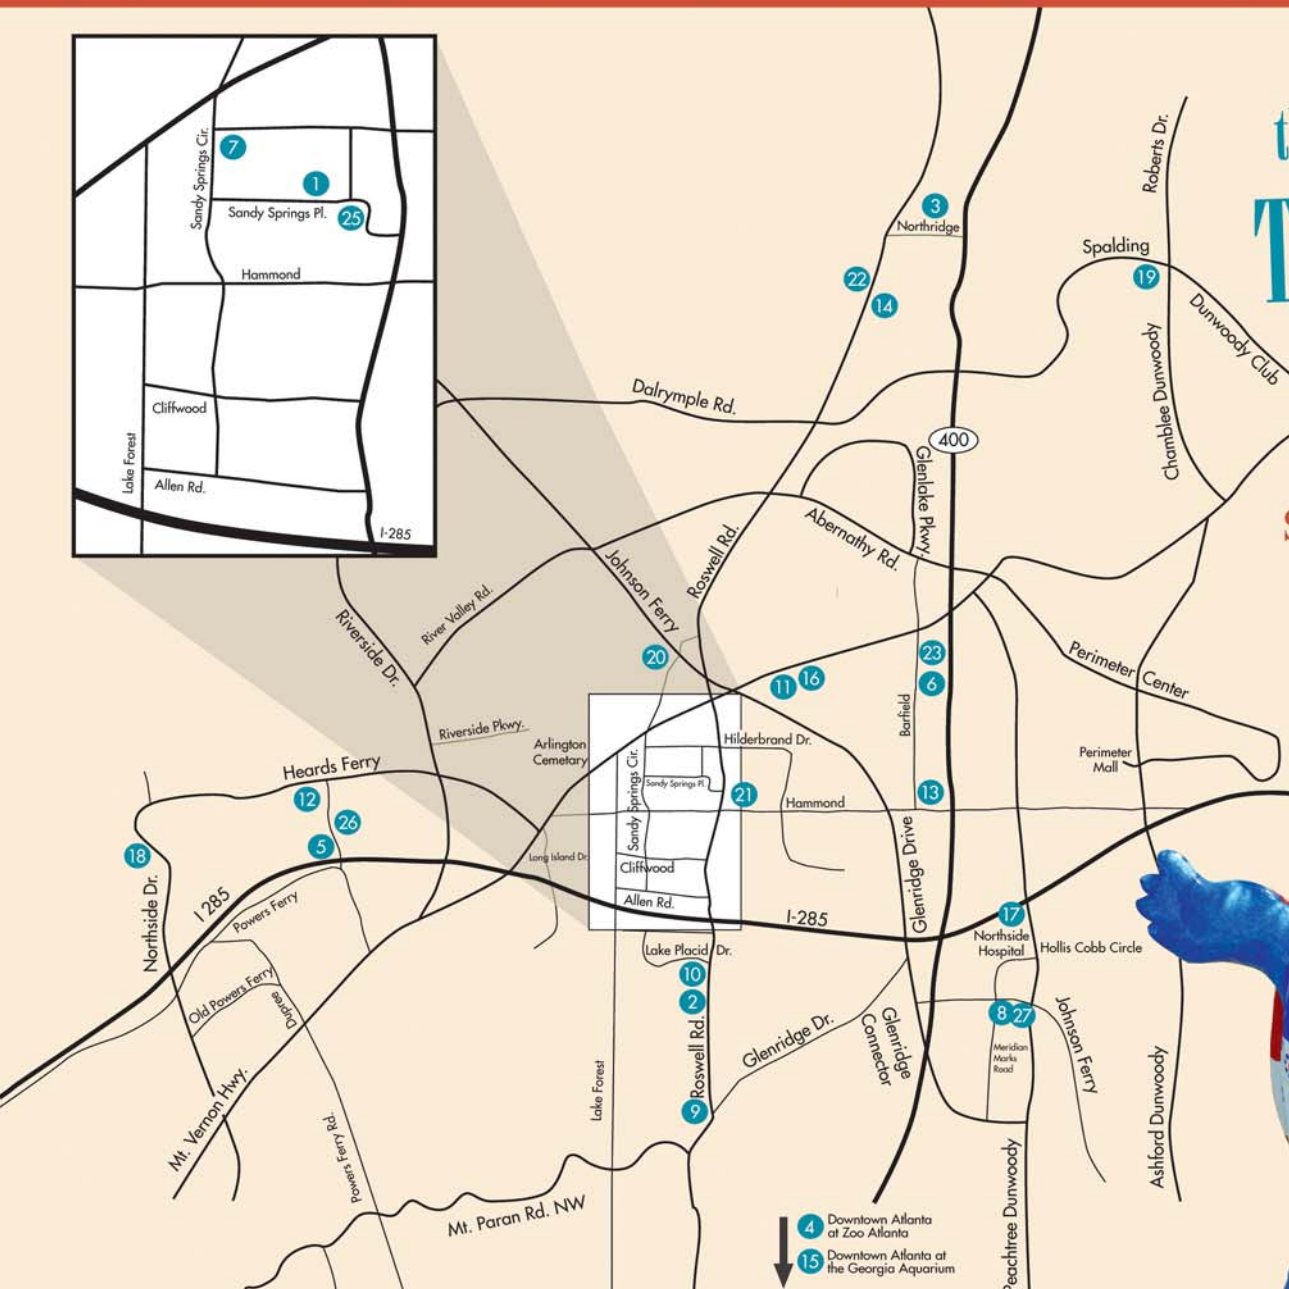 Sandy Springs Cir.
7
1
Sandy Springs Pl.
25
Hammond
Cliffwood
Lake Forest
Allen Rd.
I-285
3
Northridge
22
14
Roberts Dr.
Spalding
19
Dunwoody Club
Chamblee Dunwoody
t
T
s
Dalrymple Rd.
400
Glenlake Pkwy.
Abernathy Rd.
Roswell Rd.
Johnson Ferry
River Valley Rd.
Riverside Dr.
20
11
16
23
6
Barfield
Perimeter Center
Perimeter
Mall
Riverside Pkwy.
Arlington
Cemetery
Hilderbrand Dr.
Sandy Springs Cir.
Sandy Springs Pl.
21
Hammond
13
Heards Ferry
12
26
5
18
Long Island Dr.
Cliffwood
Allen Rd.
I-285
Glenridge Drive
I 285
Powers Ferry
Northside Dr.
17
Northside
Hospital
Hollis Cobb Circle
Lake Placid Dr.
10
2
Roswell Rd.
Old Powers Ferry
Dupree
Glenridge Dr.
Glenridge
Connector
8
27
Meridian
Marks
Road
Johnson Ferry
Ashford Dunwoody
Lake Forest
9
Mt. Vernon Hwy.
Powers Ferry Rd.
Mt. Paran Rd. NW
Peachtree Dunwoody
4
Downtown Atlanta
at Zoo Atlanta
15
Downtown Atlanta at
the Georgia Aquarium